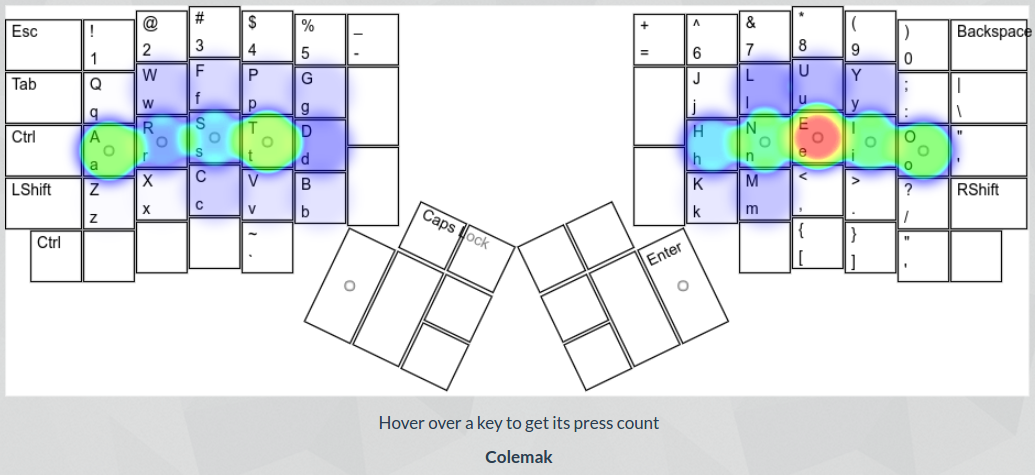 Esc ! @ # $ % _ + ^ & * ( ) Backspace
1 2 3 4 5 - = 6 7 8 9 0
Tab Q W F P G J L U Y ; |
q w f p g j l u y : \
Ctrl A R S T D H N E I O "
a r s t d h n e i o '
LShift Z X C V B K M < > ? RShift
z x c v b k m , . /
Ctrl ~ { } "
` [ ] '
Caps Lock
Enter
Hover over a key to get its press count
Colemak